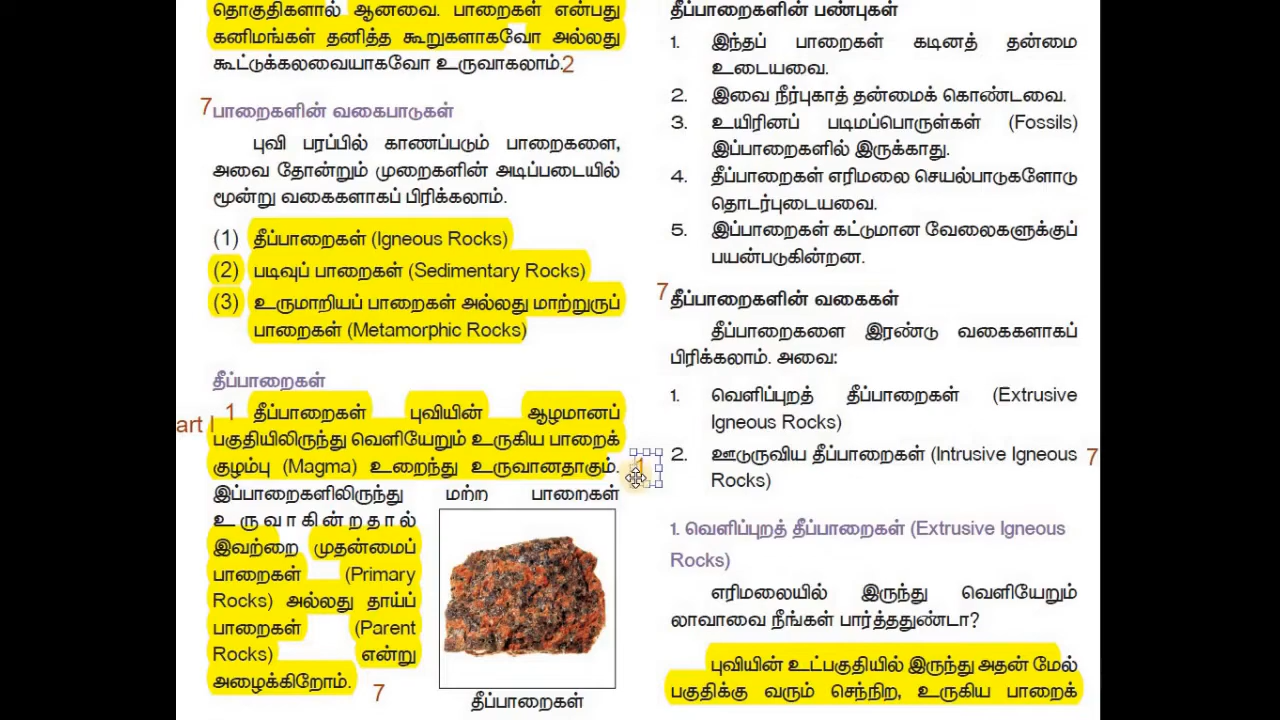 தொகுதிகளால் ஆனவை. பாறைகள் என்பது
கனிமங்கள் தனித்த கூறுகளாகவோ அல்லது
கூட்டுக்கலவையாகவோ உருவாகலாம். 2
7 பாறைகளின் வகைபாடுகள்
புவி பரப்பில் காணப்படும் பாறைகளை,
அவை தோன்றும் முறைகளின் அடிப்படையில்
மூன்று வகைகளாகப் பிரிக்கலாம்.
(1) தீப்பாறைகள் (Igneous Rocks)
(2) படிவுப் பாறைகள் (Sedimentary Rocks)
(3) உருமாறியப் பாறைகள் அல்லது மாற்றுருப்
பாறைகள் (Metamorphic Rocks)
தீப்பாறைகள்
art I 1 தீப்பாறைகள் புவியின் ஆழமானப்
பகுதியிலிருந்து வெளியேறும் உருகிய பாறைக்
குழம்பு (Magma) உறைந்து உருவானதாகும். 1
இப்பாறைகளிலிருந்து மற்ற பாறைகள்
உருவாகின்றதால்
இவற்றை முதன்மைப்
பாறைகள் (Primary
Rocks) அல்லது தாய்ப்
பாறைகள் (Parent
Rocks) என்று
அழைக்கிறோம். 7
தீப்பாறைகள்
தீப்பாறைகளின் பண்புகள்
1. இந்தப் பாறைகள் கடினத் தன்மை
உடையவை.
2. இவை நீர்புகாத் தன்மைக் கொண்டவை.
3. உயிரினப் படிமப்பொருள்கள் (Fossils)
இப்பாறைகளில் இருக்காது.
4. தீப்பாறைகள் எரிமலை செயல்பாடுகளோடு
தொடர்புடையவை.
5. இப்பாறைகள் கட்டுமான வேலைகளுக்குப்
பயன்படுகின்றன.
7 தீப்பாறைகளின் வகைகள்
தீப்பாறைகளை இரண்டு வகைகளாகப்
பிரிக்கலாம். அவை:
1. வெளிப்புறத் தீப்பாறைகள் (Extrusive
Igneous Rocks)
2. ஊடுருவிய தீப்பாறைகள் (Intrusive Igneous 7
Rocks)
1. வெளிப்புறத் தீப்பாறைகள் (Extrusive Igneous
Rocks)
எரிமலையில் இருந்து வெளியேறும்
லாவாவை நீங்கள் பார்த்ததுண்டா?
புவியின் உட்பகுதியில் இருந்து அதன் மேல்
பகுதிக்கு வரும் செந்நிற, உருகிய பாறைக்